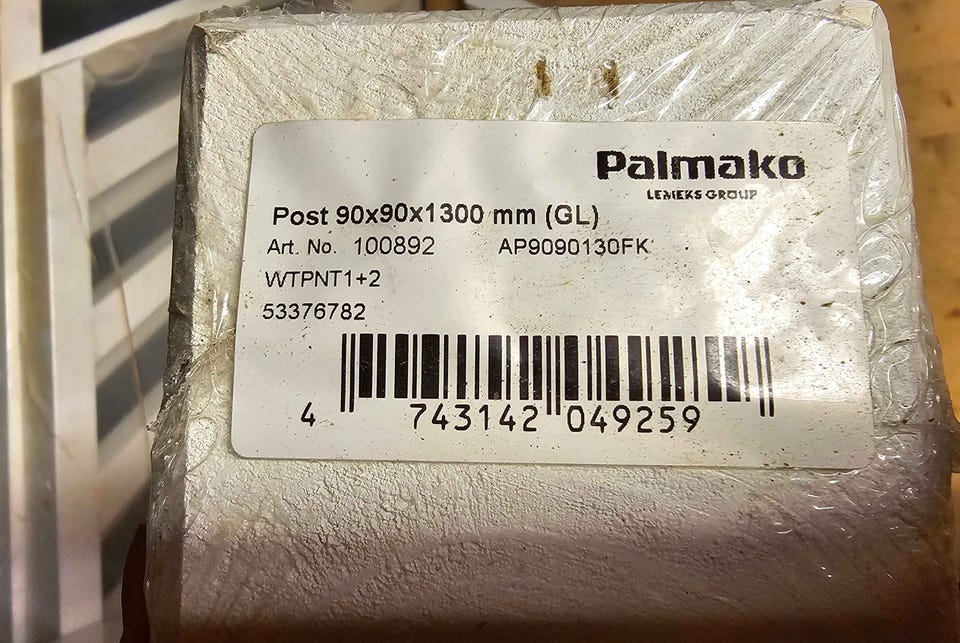 Palmako
LEMEKS GROUP
Post 90x90x1300 mm (GL)
Art. No. 100892 AP9090130FK
WTPNT1+2
53376782
4 743142 049259